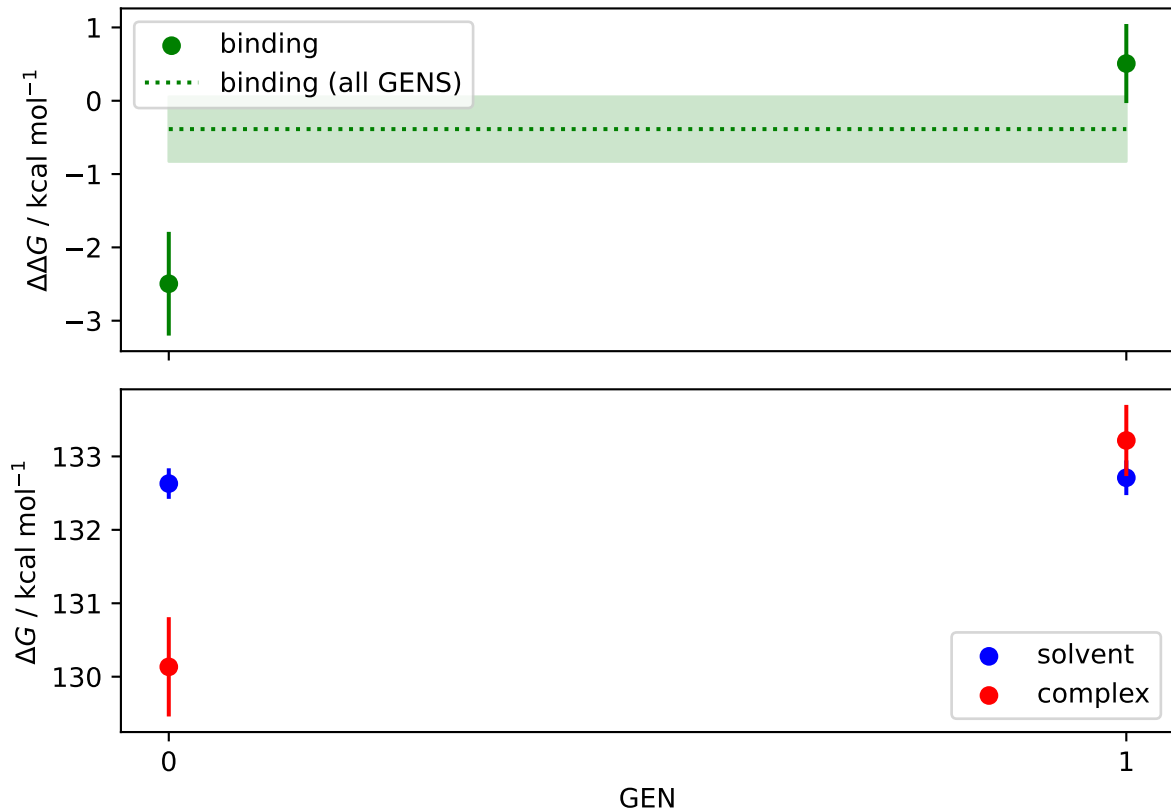 1
0
−1
−2
−3
ΔΔG / kcal mol⁻¹
binding
binding (all GENS)
133
132
131
130
ΔG / kcal mol⁻¹
solvent
complex
0
1
GEN